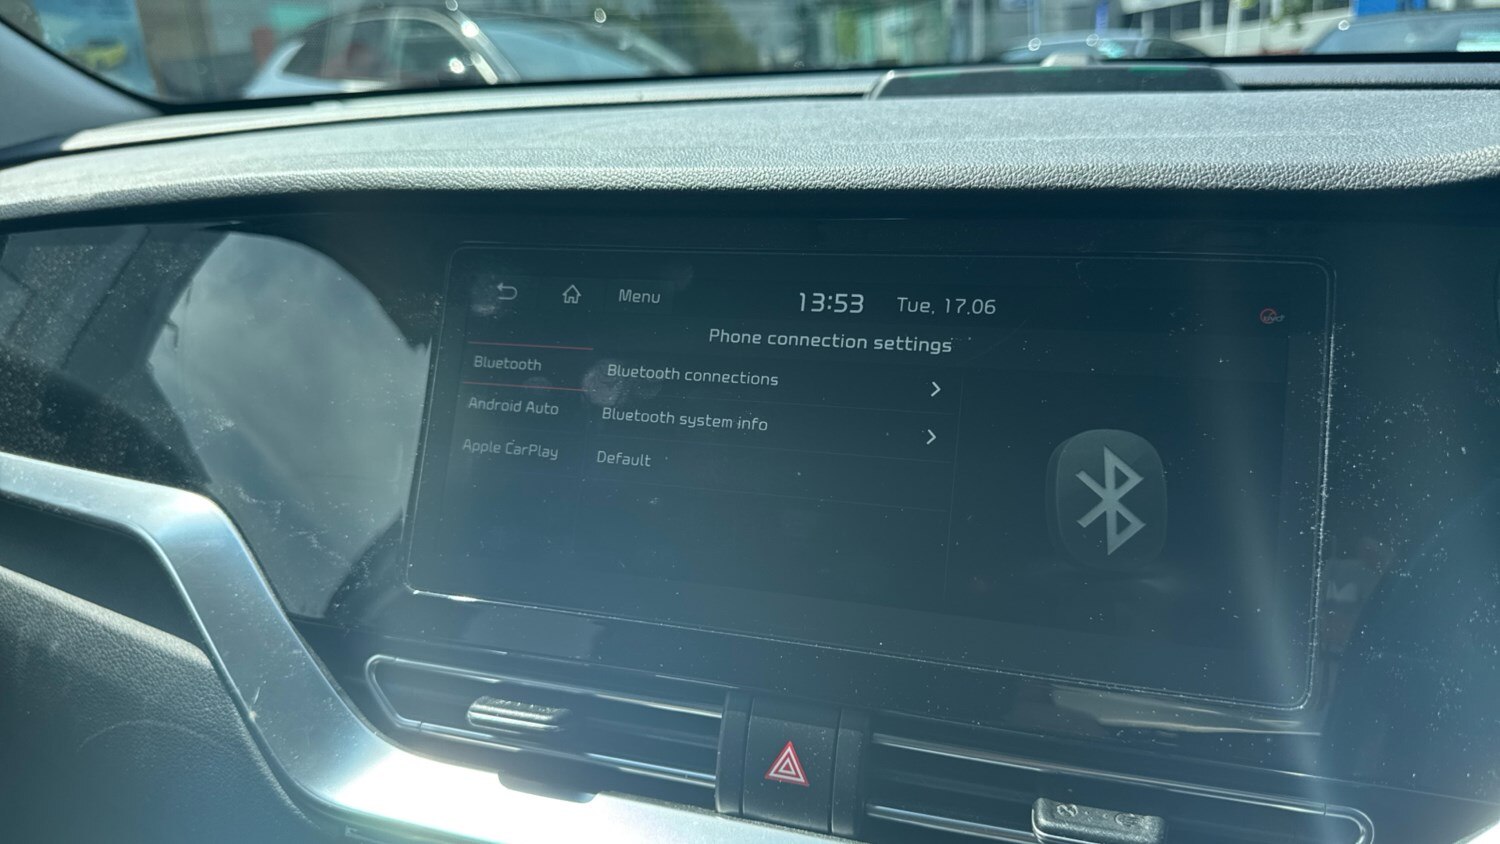 Menu
13:53 Tue, 17.06
Phone connection settings
Bluetooth
Android Auto
Apple CarPlay
Bluetooth connections
Bluetooth system info
Default